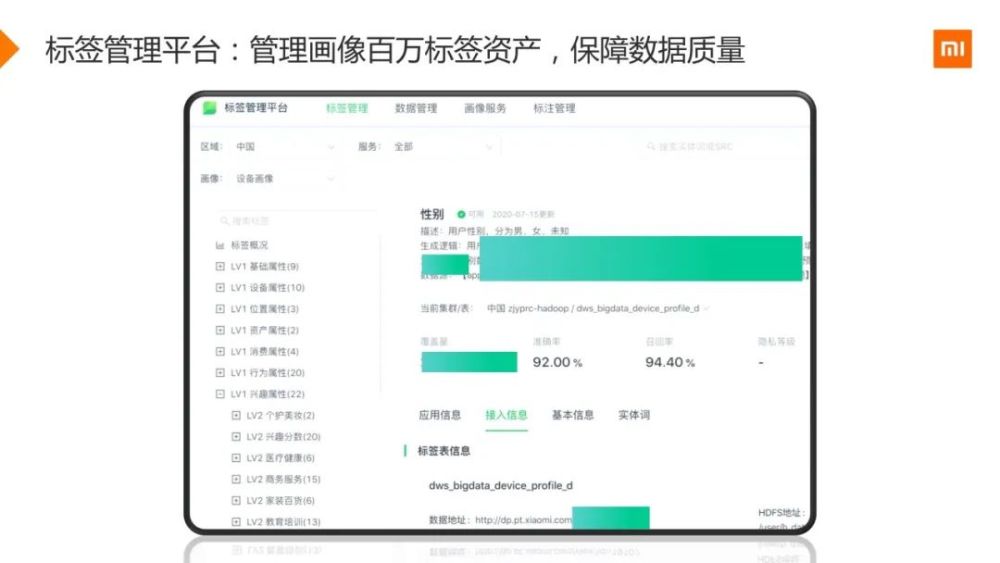 标签管理平台：管理画像百万标签资产，保障数据质量
mi
标签管理平台 标签管理 数据管理 画像服务 标注管理
区域： 中国 服务： 全部 搜索实体词或SRC
画像： 设备画像
搜索标签
标签概况
LV1 基础属性(9)
LV1 设备属性(10)
LV1 位置属性(3)
LV1 资产属性(2)
LV1 消费属性(4)
LV1 行为属性(20)
LV1 兴趣属性(22)
LV2 个护美妆(2)
LV2 兴趣分数(20)
LV2 医疗健康(6)
LV2 商务服务(15)
LV2 家装百货(6)
LV2 教育培训(13)
性别 可用 2020-07-15更新
描述：用户性别，分为男、女、未知
生成逻辑：用
数据源：
当前集群/表： 中国 zjyprc-hadoop / dws_bigdata_device_profile_d
覆盖量 准确率 召回率 隐私等级
92.00 % 94.40 % -
应用信息 接入信息 基本信息 实体词
标签表信息
dws_bigdata_device_profile_d
数据地址：http://dp.pt.xiaomi.com
HDFS地址：